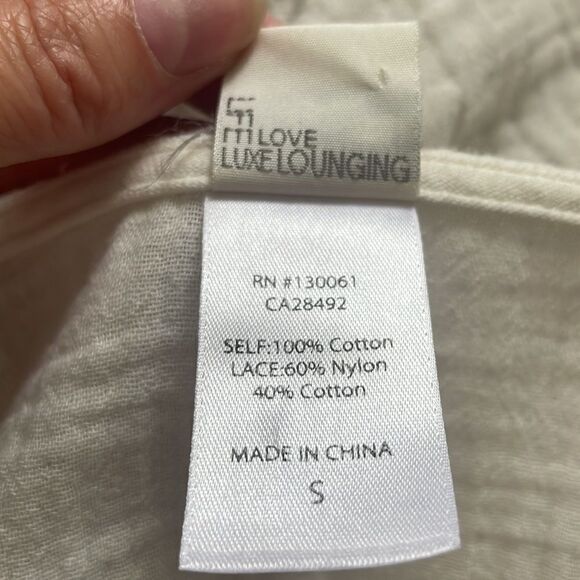 LOVE
LUXE LOUNGING
RN #130061
CA28492
SELF:100% Cotton
LACE:60% Nylon
40% Cotton
MADE IN CHINA
S